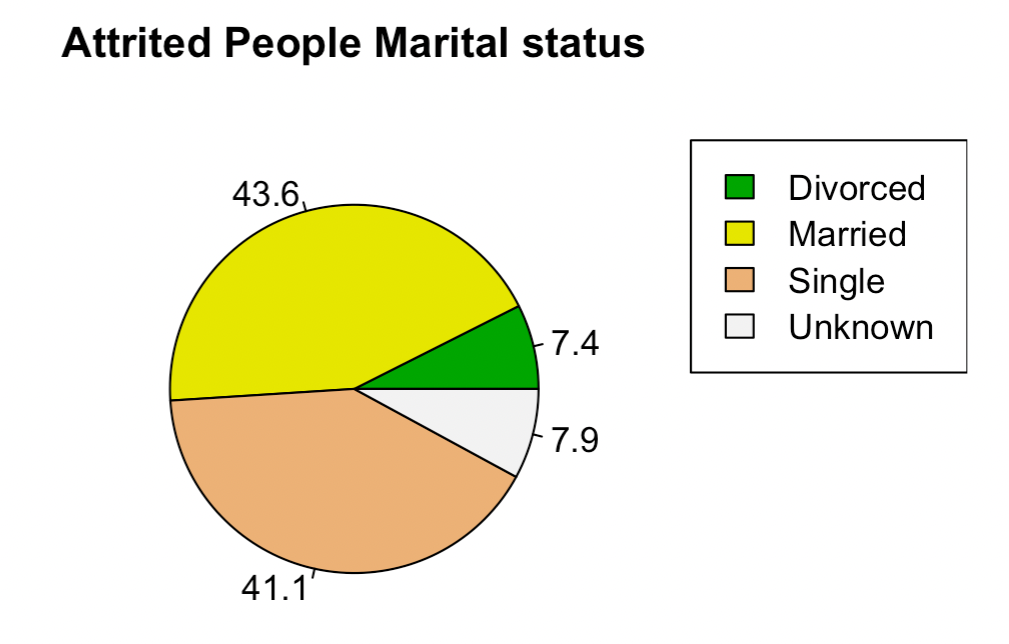 Attrited People Marital status
43.6
7.4
7.9
41.1
Divorced
Married
Single
Unknown